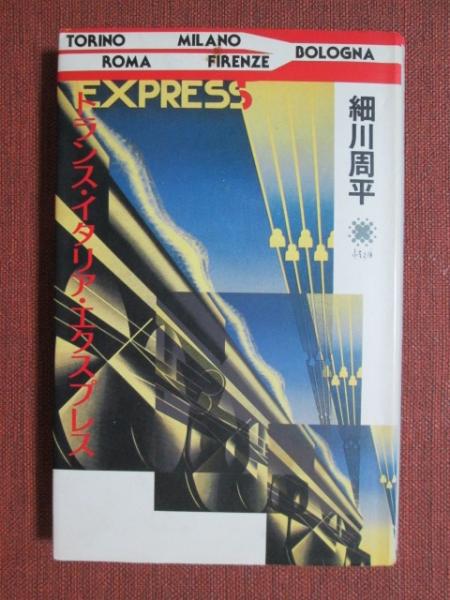 TORINO MILANO
BOLOGNA
ROMA FIRENZE
EXPRESS
トランス・イタリア・エクスプレス
細川周平